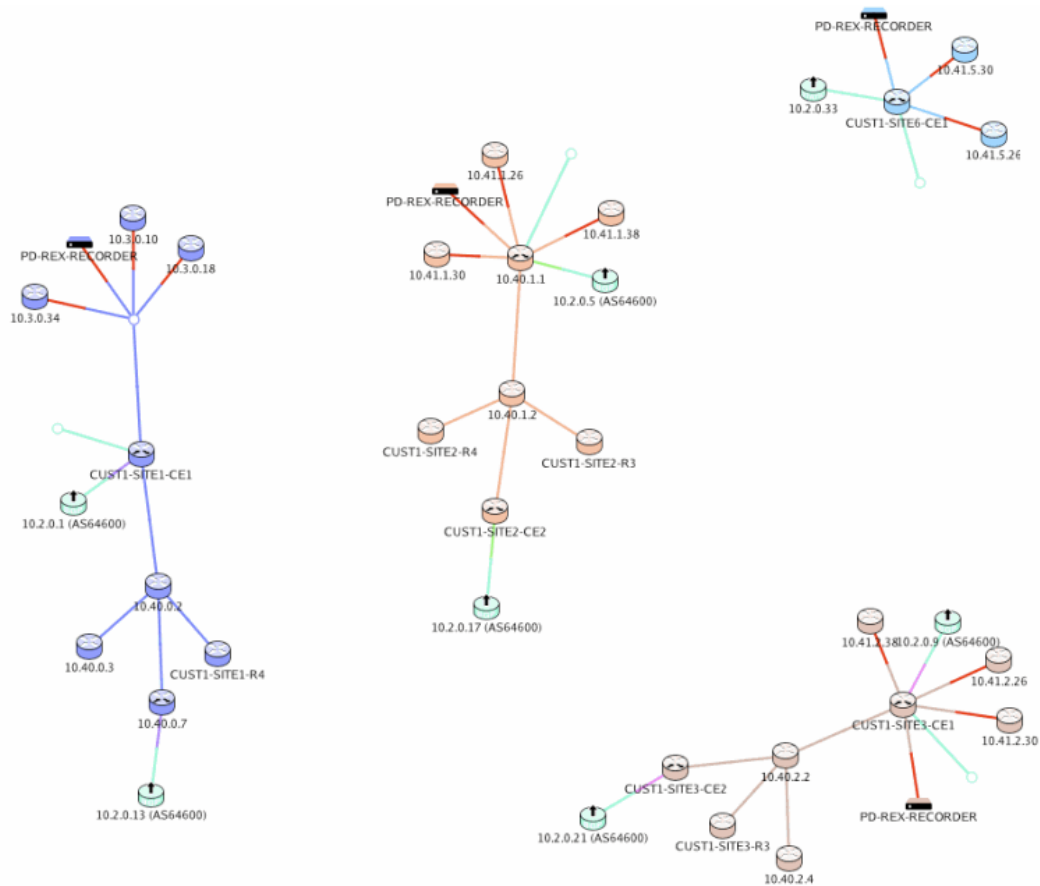 PD-REX-RECORDER
10.41.5.30
10.2.0.33
CUST1-SITE6-CE1
10.41.5.26
10.41.1.26
PD-REX-RECORDER
10.41.1.38
10.41.1.30
10.40.1.1
10.2.0.5 (AS64600)
10.40.1.2
CUST1-SITE2-R4
CUST1-SITE2-R3
CUST1-SITE2-CE2
10.2.0.17 (AS64600)
10.3.0.10
PD-REX-RECORDER
10.3.0.18
10.3.0.34
CUST1-SITE1-CE1
10.2.0.1 (AS64600)
10.40.0.2
10.40.0.3
CUST1-SITE1-R4
10.40.0.7
10.2.0.13 (AS64600)
10.41.2.38
10.2.0.9 (AS64600)
10.41.2.26
CUST1-SITE3-CE1
10.41.2.30
10.40.2.2
CUST1-SITE3-CE2
PD-REX-RECORDER
10.2.0.21 (AS64600)
CUST1-SITE3-R3
10.40.2.4